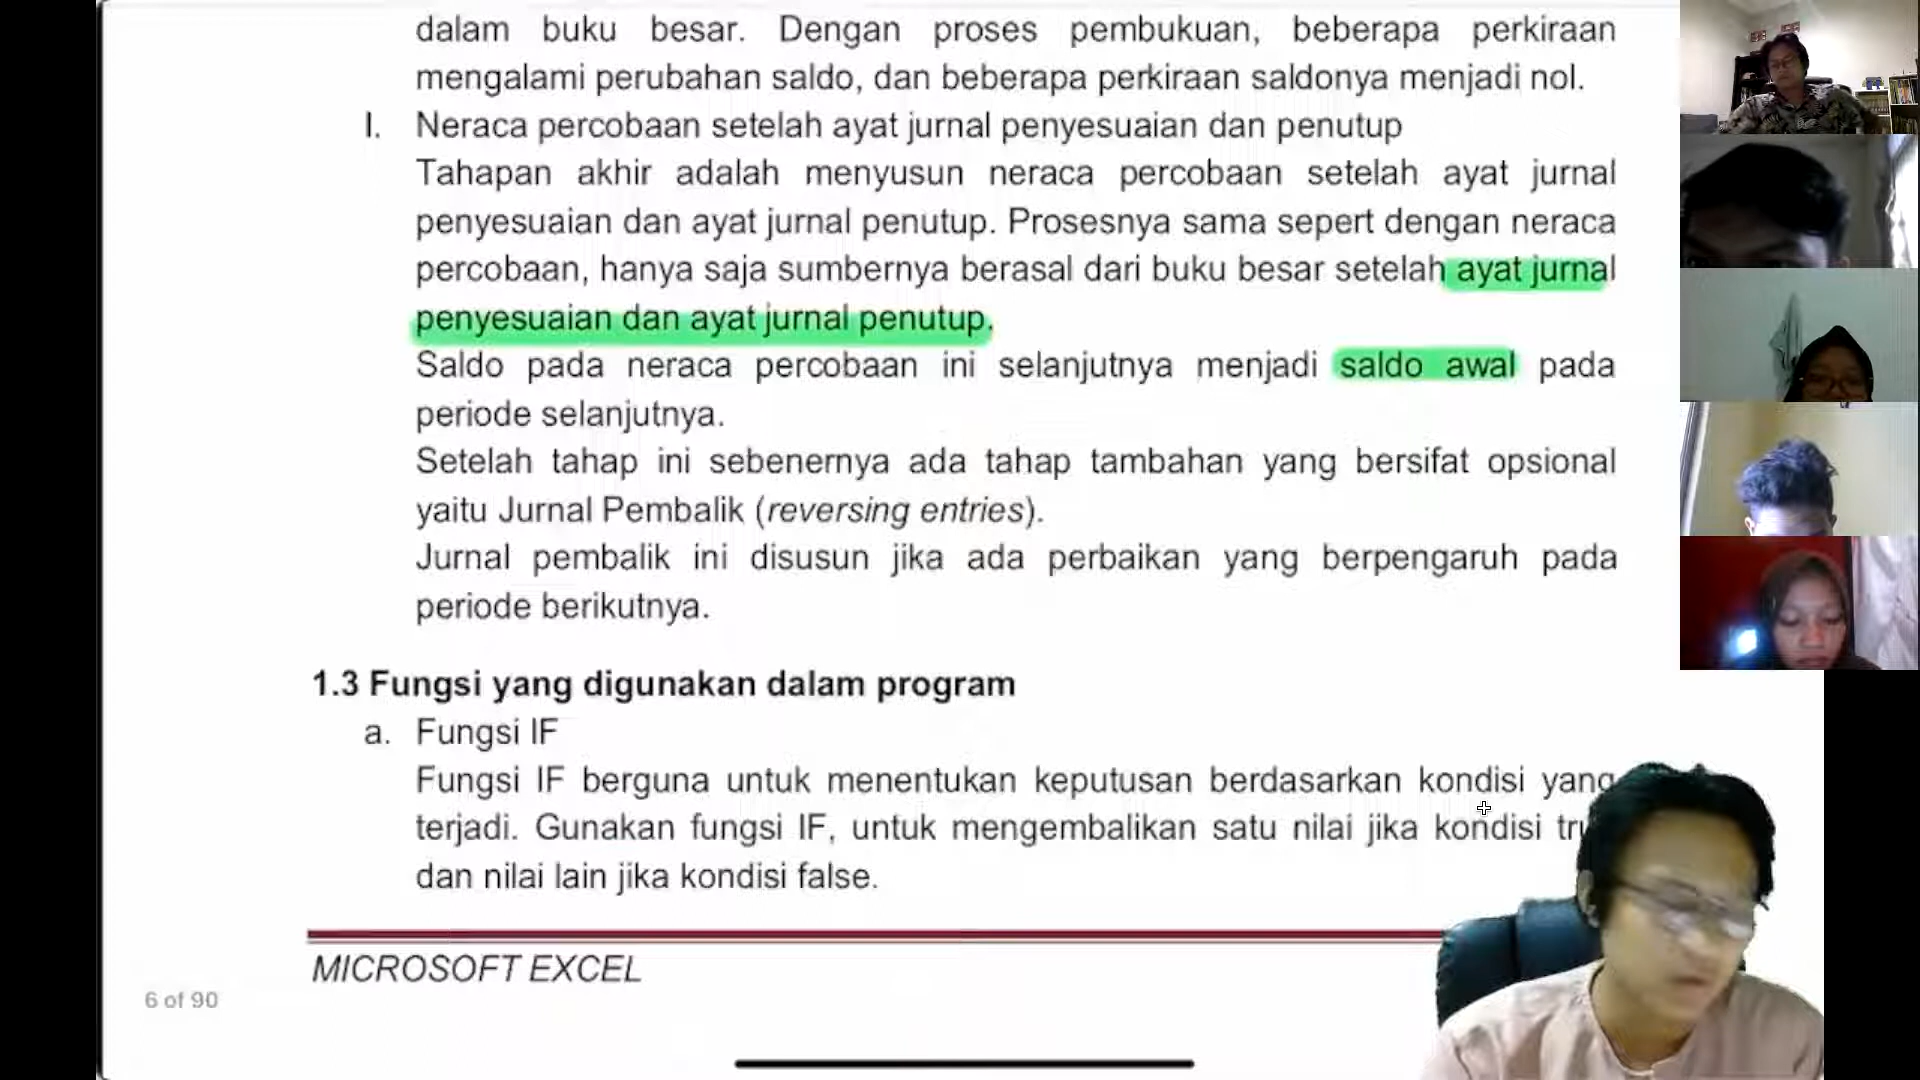 dalam buku besar. Dengan proses pembukuan, beberapa perkiraan
mengalami perubahan saldo, dan beberapa perkiraan saldonya menjadi nol.
l. Neraca percobaan setelah ayat jurnal penyesuaian dan penutup
Tahapan akhir adalah menyusun neraca percobaan setelah ayat jurnal
penyesuaian dan ayat jurnal penutup. Prosesnya sama sepert dengan neraca
percobaan, hanya saja sumbernya berasal dari buku besar setelah ayat jurnal
penyesuaian dan ayat jurnal penutup.
Saldo pada neraca percobaan ini selanjutnya menjadi saldo awal pada
periode selanjutnya.
Setelah tahap ini sebenernya ada tahap tambahan yang bersifat opsional
yaitu Jurnal Pembalik (reversing entries).
Jurnal pembalik ini disusun jika ada perbaikan yang berpengaruh pada
periode berikutnya.
1.3 Fungsi yang digunakan dalam program
a. Fungsi IF
Fungsi IF berguna untuk menentukan keputusan berdasarkan kondisi yang
terjadi. Gunakan fungsi IF, untuk mengembalikan satu nilai jika kondisi
dan nilai lain jika kondisi false.
MICROSOFT EXCEL
6 of 90